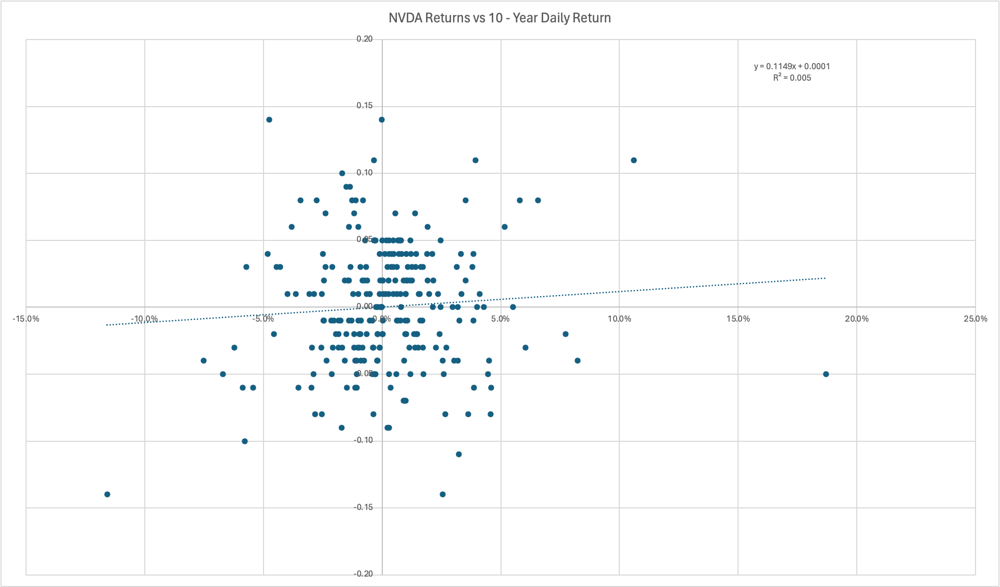 NVDA Returns vs 10 - Year Daily Return
0.20
y = 0.1149x + 0.0001
R² = 0.005
0.15
0.10
0.05
0.00
-15.0% -10.0% -5.0% 0.0% 5.0% 10.0% 15.0% 20.0% 25.0%
-0.05
-0.10
-0.15
-0.20